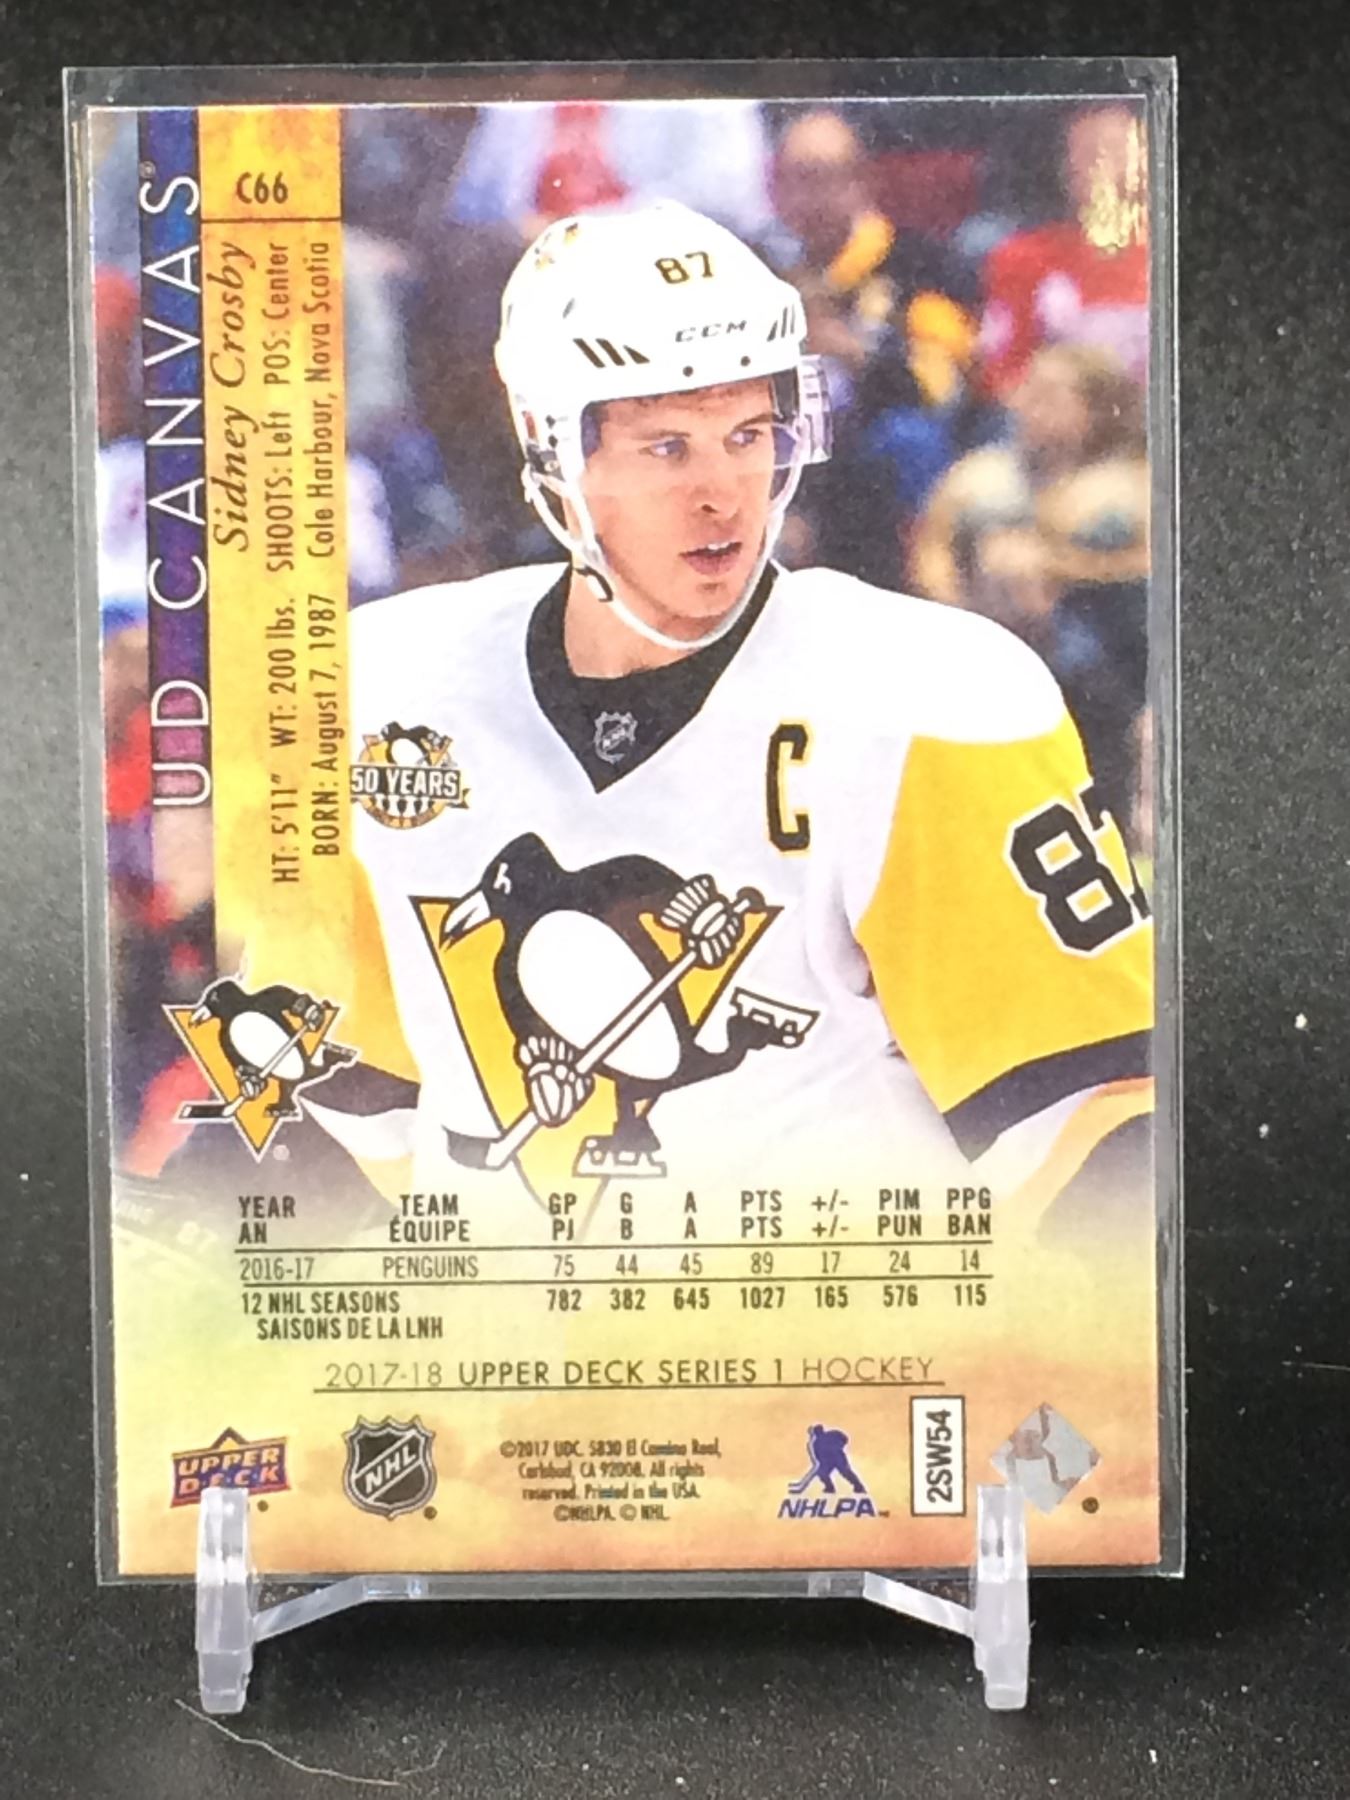 UD CANVAS®
C66
Sidney Crosby
HT: 5'11" WT: 200 lbs. SHOOTS: Left POS: Center
BORN: August 7, 1987 Cole Harbour, Nova Scotia
87
CCM
NHL
C
50 YEARS
87
YEAR TEAM GP G A PTS +/- PIM PPG
AN ÉQUIPE PJ B A PTS +/- PUN BAN
2016-17 PENGUINS 75 44 45 89 17 24 14
12 NHL SEASONS 782 382 645 1027 165 576 115
SAISONS DE LA LNH
2017-18 UPPER DECK SERIES 1 HOCKEY
UPPER DECK
NHL
©2017 UDC. 5830 El Camino Real,
Carlsbad, CA 92008. All rights
reserved. Printed in the USA.
©NHLPA. © NHL.
NHLPA
2SW54